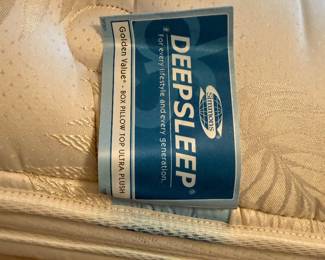 Simmons
DEEPSLEEP®
For every lifestyle and every generation.
Golden Value® - BOX PILLOW TOP ULTRA PLUSH